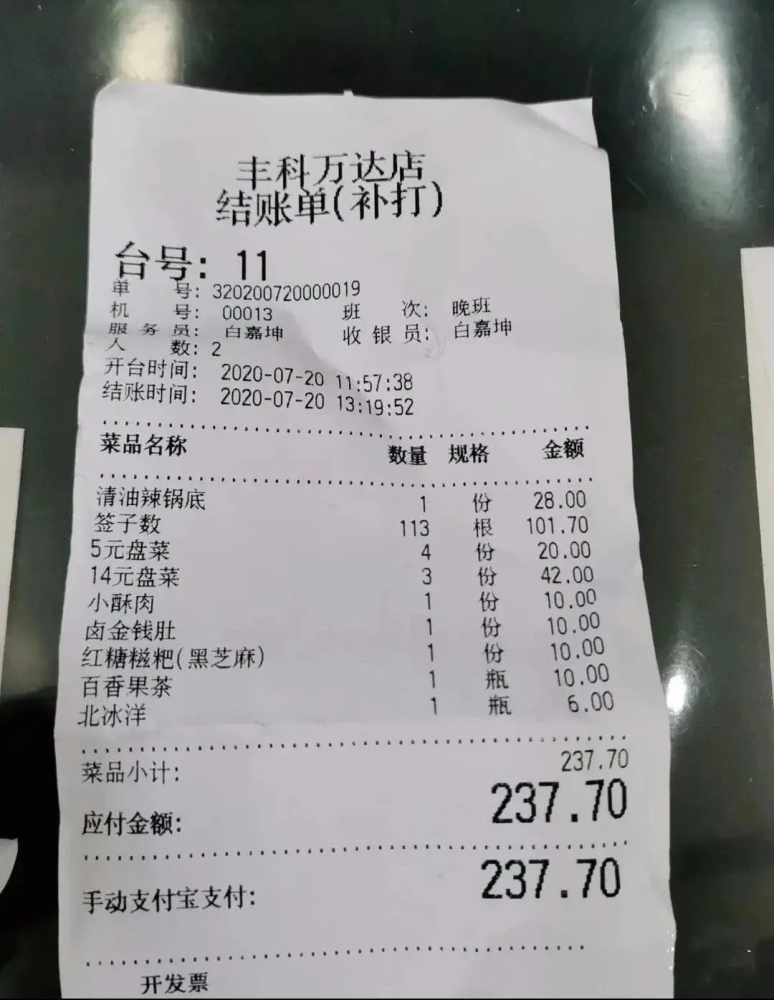 丰科万达店
结账单(补打)
台号: 11
单 号: 320200720000019
机 号: 00013 班 次: 晚班
服务员: 白嘉坤 收银员: 白嘉坤
人 数: 2
开台时间: 2020-07-20 11:57:38
结账时间: 2020-07-20 13:19:52
菜品名称 数量 规格 金额
清油辣锅底 1 份 28.00
签子数 113 根 101.70
5元盘菜 4 份 20.00
14元盘菜 3 份 42.00
小酥肉 1 份 10.00
卤金钱肚 1 份 10.00
红糖糍粑(黑芝麻) 1 份 10.00
百香果茶 1 瓶 10.00
北冰洋 1 瓶 6.00
菜品小计: 237.70
应付金额: 237.70
手动支付宝支付: 237.70
开发票